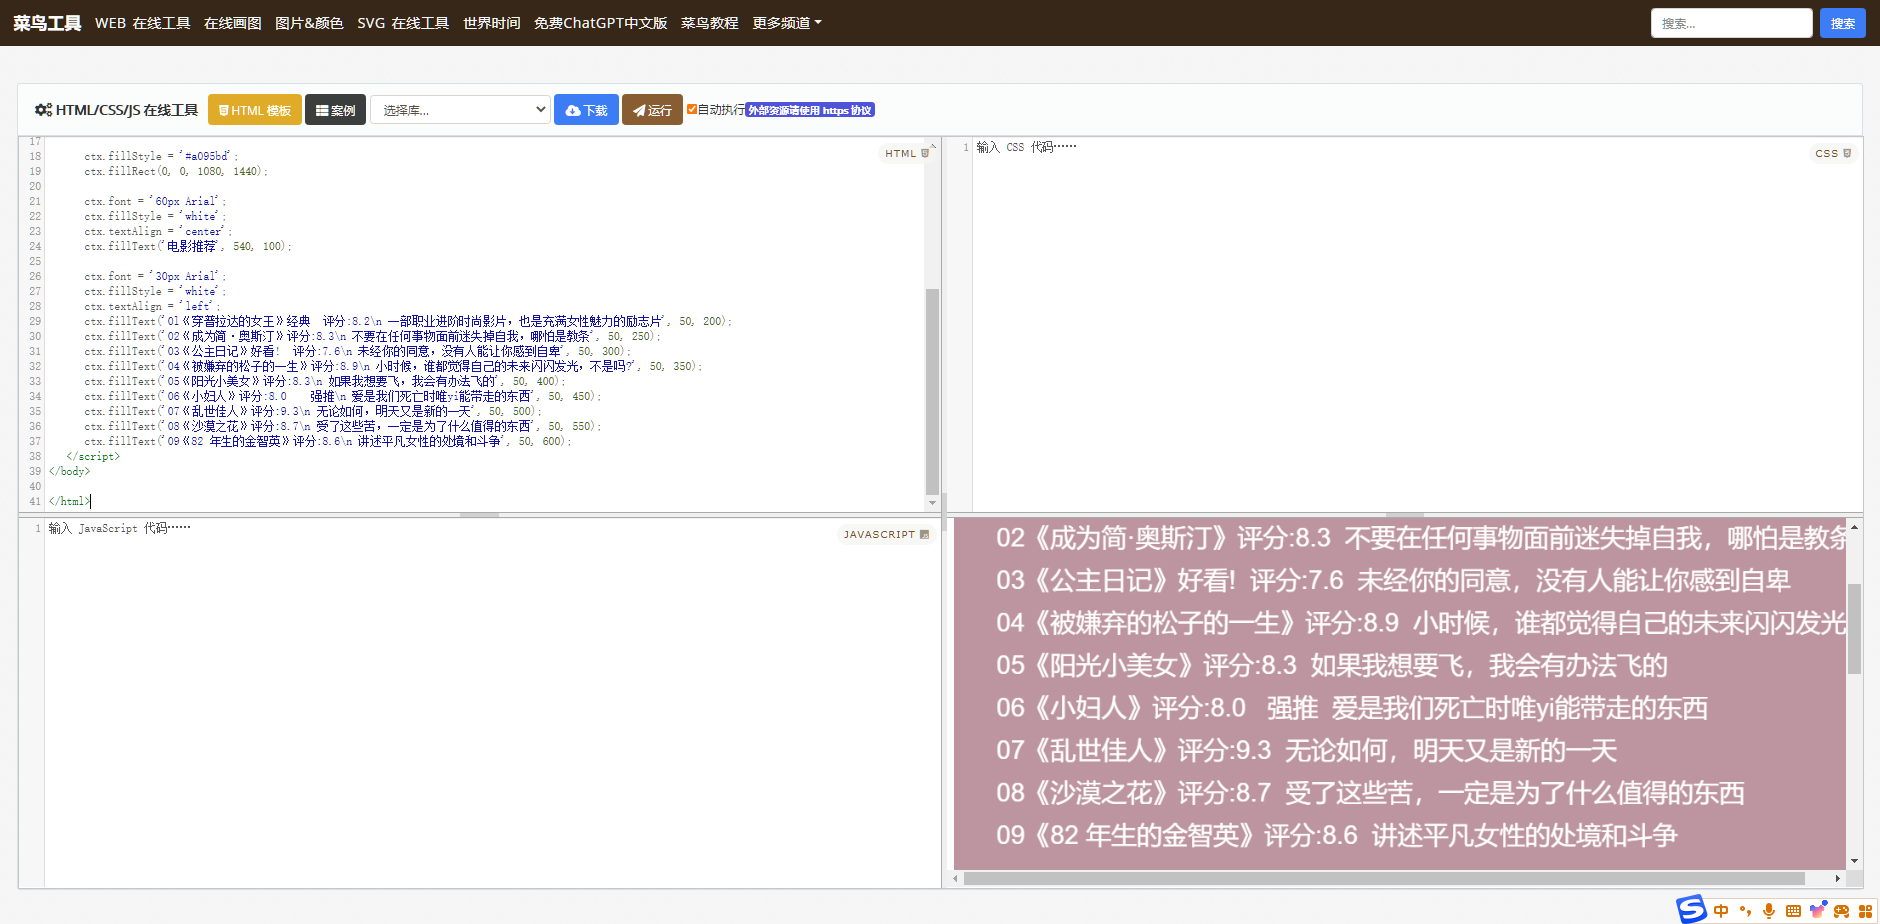 菜鸟工具 WEB 在线工具 在线画图 图片&颜色 SVG 在线工具 世界时间 免费ChatGPT中文版 菜鸟教程 更多频道 搜索... 搜索
HTML/CSS/JS 在线工具 HTML 模板 案例 选择库... 下载 运行 自动执行 外部资源请使用 https 协议
HTML
17
18 ctx.fillStyle = '#a095bd';
19 ctx.fillRect(0, 0, 1080, 1440);
20
21 ctx.font = '60px Arial';
22 ctx.fillStyle = 'white';
23 ctx.textAlign = 'center';
24 ctx.fillText('电影推荐', 540, 100);
25
26 ctx.font = '30px Arial';
27 ctx.fillStyle = 'white';
28 ctx.textAlign = 'left';
29 ctx.fillText('01《穿普拉达的女王》经典  评分:8.2\n 一部职业进阶时尚影片，也是充满女性魅力的励志片', 50, 200);
30 ctx.fillText('02《成为简·奥斯汀》评分:8.3\n 不要在任何事物面前迷失掉自我，哪怕是教条', 50, 250);
31 ctx.fillText('03《公主日记》好看!  评分:7.6\n 未经你的同意，没有人能让你感到自卑', 50, 300);
32 ctx.fillText('04《被嫌弃的松子的一生》评分:8.9\n 小时候，谁都觉得自己的未来闪闪发光，不是吗?', 50, 350);
33 ctx.fillText('05《阳光小美女》评分:8.3\n 如果我想要飞，我会有办法飞的', 50, 400);
34 ctx.fillText('06《小妇人》评分:8.0   强推\n 爱是我们死亡时唯yi能带走的东西', 50, 450);
35 ctx.fillText('07《乱世佳人》评分:9.3\n 无论如何，明天又是新的一天', 50, 500);
36 ctx.fillText('08《沙漠之花》评分:8.7\n 受了这些苦，一定是为了什么值得的东西', 50, 550);
37 ctx.fillText('09《82 年生的金智英》评分:8.6\n 讲述平凡女性的处境和斗争', 50, 600);
38 </script>
39 </body>
40
41 </html>
1 输入 CSS 代码……
CSS
1 输入 JavaScript 代码……
JAVASCRIPT
02《成为简·奥斯汀》评分:8.3  不要在任何事物面前迷失掉自我，哪怕是教条
03《公主日记》好看!  评分:7.6  未经你的同意，没有人能让你感到自卑
04《被嫌弃的松子的一生》评分:8.9  小时候，谁都觉得自己的未来闪闪发光
05《阳光小美女》评分:8.3  如果我想要飞，我会有办法飞的
06《小妇人》评分:8.0   强推  爱是我们死亡时唯yi能带走的东西
07《乱世佳人》评分:9.3  无论如何，明天又是新的一天
08《沙漠之花》评分:8.7  受了这些苦，一定是为了什么值得的东西
09《82 年生的金智英》评分:8.6  讲述平凡女性的处境和斗争
S 中